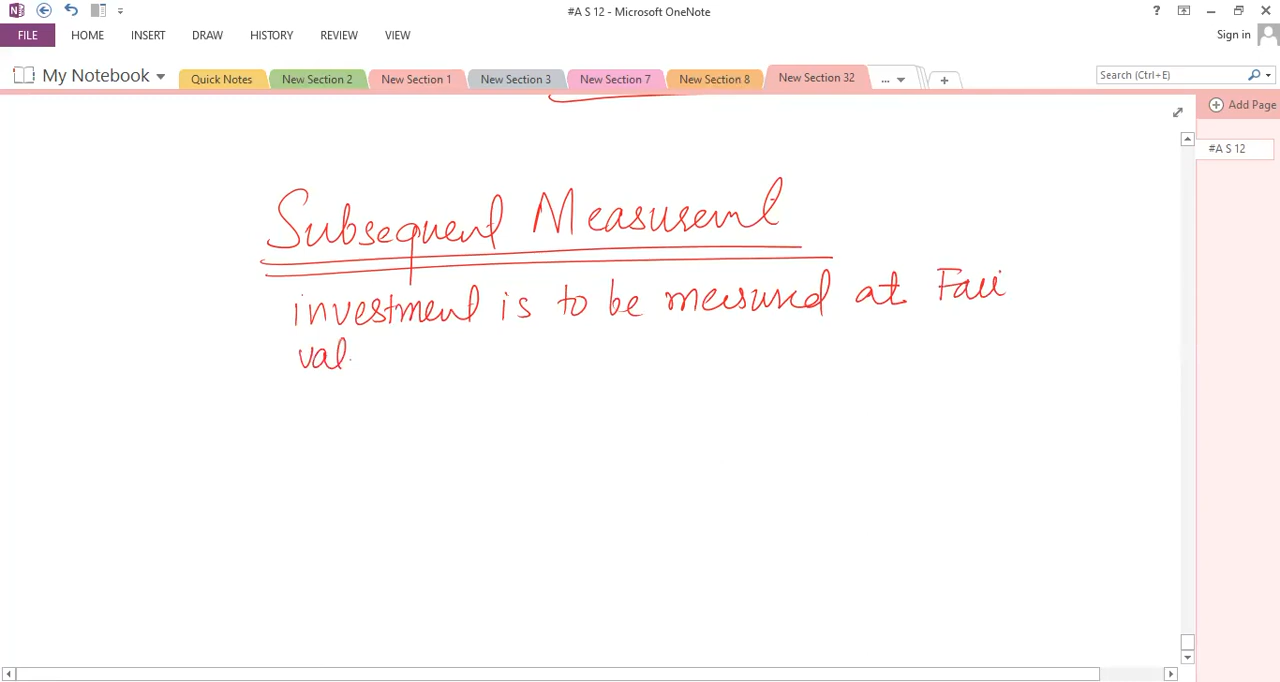 #A S 12 - Microsoft OneNote
FILE HOME INSERT DRAW HISTORY REVIEW VIEW Sign in
My Notebook Quick Notes New Section 2 New Section 1 New Section 3 New Section 7 New Section 8 New Section 32 ... Search (Ctrl+E)
Add Page
#A S 12
Subsequent Measurement
investment is to be measured at Fair
val